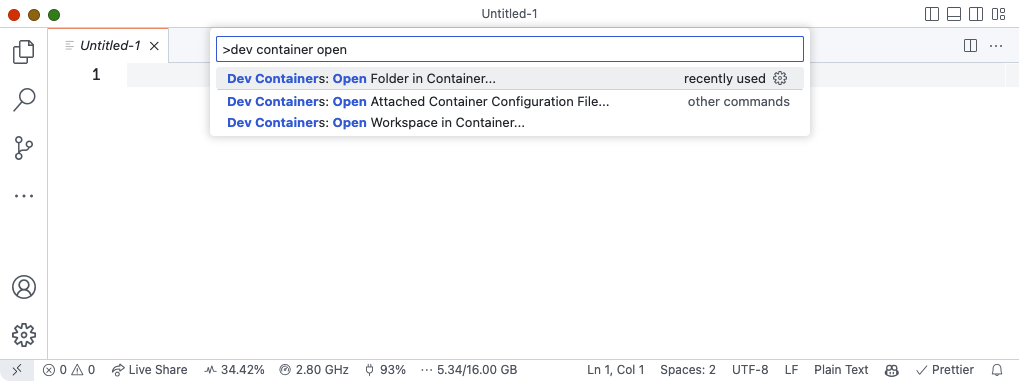 Untitled-1
Untitled-1
>dev container open
1
Dev Containers: Open Folder in Container... recently used
Dev Containers: Open Attached Container Configuration File... other commands
Dev Containers: Open Workspace in Container...
0 0 Live Share 34.42% 2.80 GHz 93% 5.34/16.00 GB Ln 1, Col 1 Spaces: 2 UTF-8 LF Plain Text Prettier